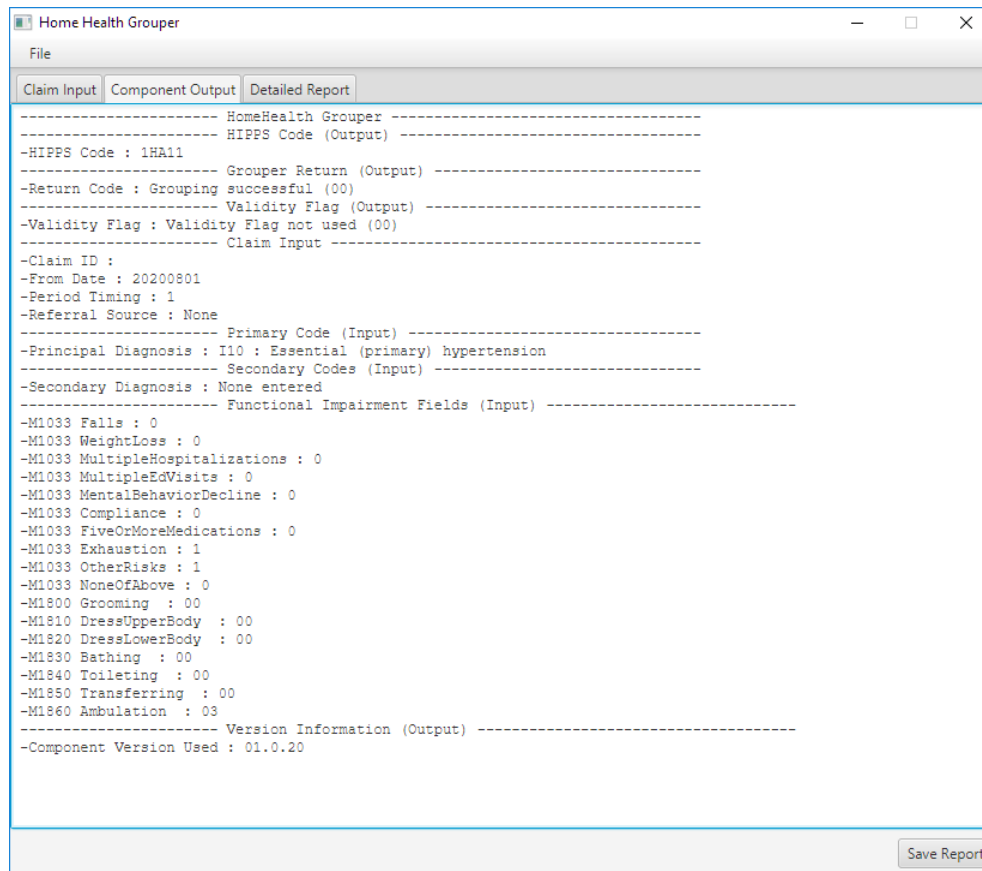 Home Health Grouper
File
Claim Input Component Output Detailed Report
----------------------- HomeHealth Grouper ------------------------------------
----------------------- HIPPS Code (Output) -----------------------------------
-HIPPS Code : 1HA11
----------------------- Grouper Return (Output) -------------------------------
-Return Code : Grouping successful (00)
----------------------- Validity Flag (Output) --------------------------------
-Validity Flag : Validity Flag not used (00)
----------------------- Claim Input -------------------------------------------
-Claim ID :
-From Date : 20200801
-Period Timing : 1
-Referral Source : None
----------------------- Primary Code (Input) ----------------------------------
-Principal Diagnosis : I10 : Essential (primary) hypertension
----------------------- Secondary Codes (Input) -------------------------------
-Secondary Diagnosis : None entered
----------------------- Functional Impairment Fields (Input) -----------------------------
-M1033 Falls : 0
-M1033 WeightLoss : 0
-M1033 MultipleHospitalizations : 0
-M1033 MultipleEdVisits : 0
-M1033 MentalBehaviorDecline : 0
-M1033 Compliance : 0
-M1033 FiveOrMoreMedications : 0
-M1033 Exhaustion : 1
-M1033 OtherRisks : 1
-M1033 NoneOfAbove : 0
-M1800 Grooming  : 00
-M1810 DressUpperBody  : 00
-M1820 DressLowerBody  : 00
-M1830 Bathing  : 00
-M1840 Toileting  : 00
-M1850 Transferring  : 00
-M1860 Ambulation  : 03
----------------------- Version Information (Output) -------------------------------------
-Component Version Used : 01.0.20
Save Report